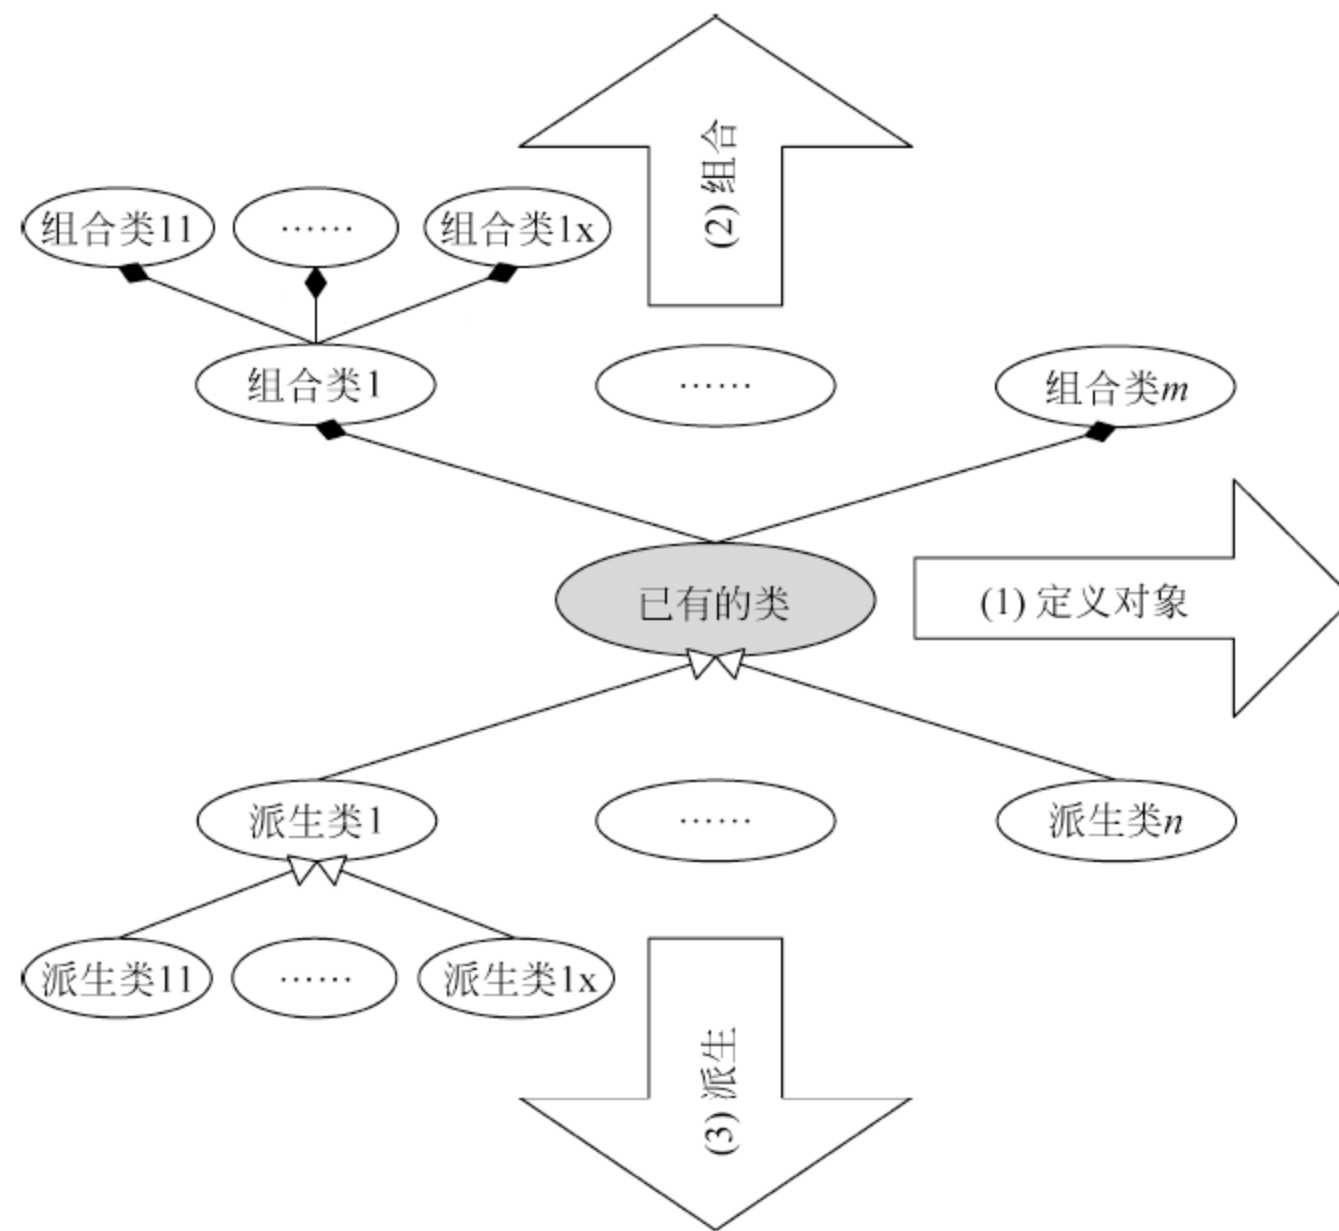 (2) 组合
组合类11
……
组合类1x
组合类1
……
组合类m
已有的类
(1) 定义对象
派生类1
……
派生类n
派生类11
……
派生类1x
(3) 派生